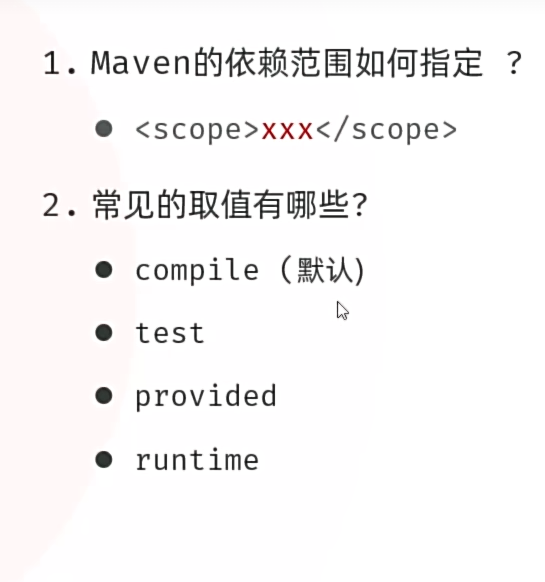 1. Maven的依赖范围如何指定 ?
● <scope>xxx</scope>
2. 常见的取值有哪些?
● compile (默认)
● test
● provided
● runtime